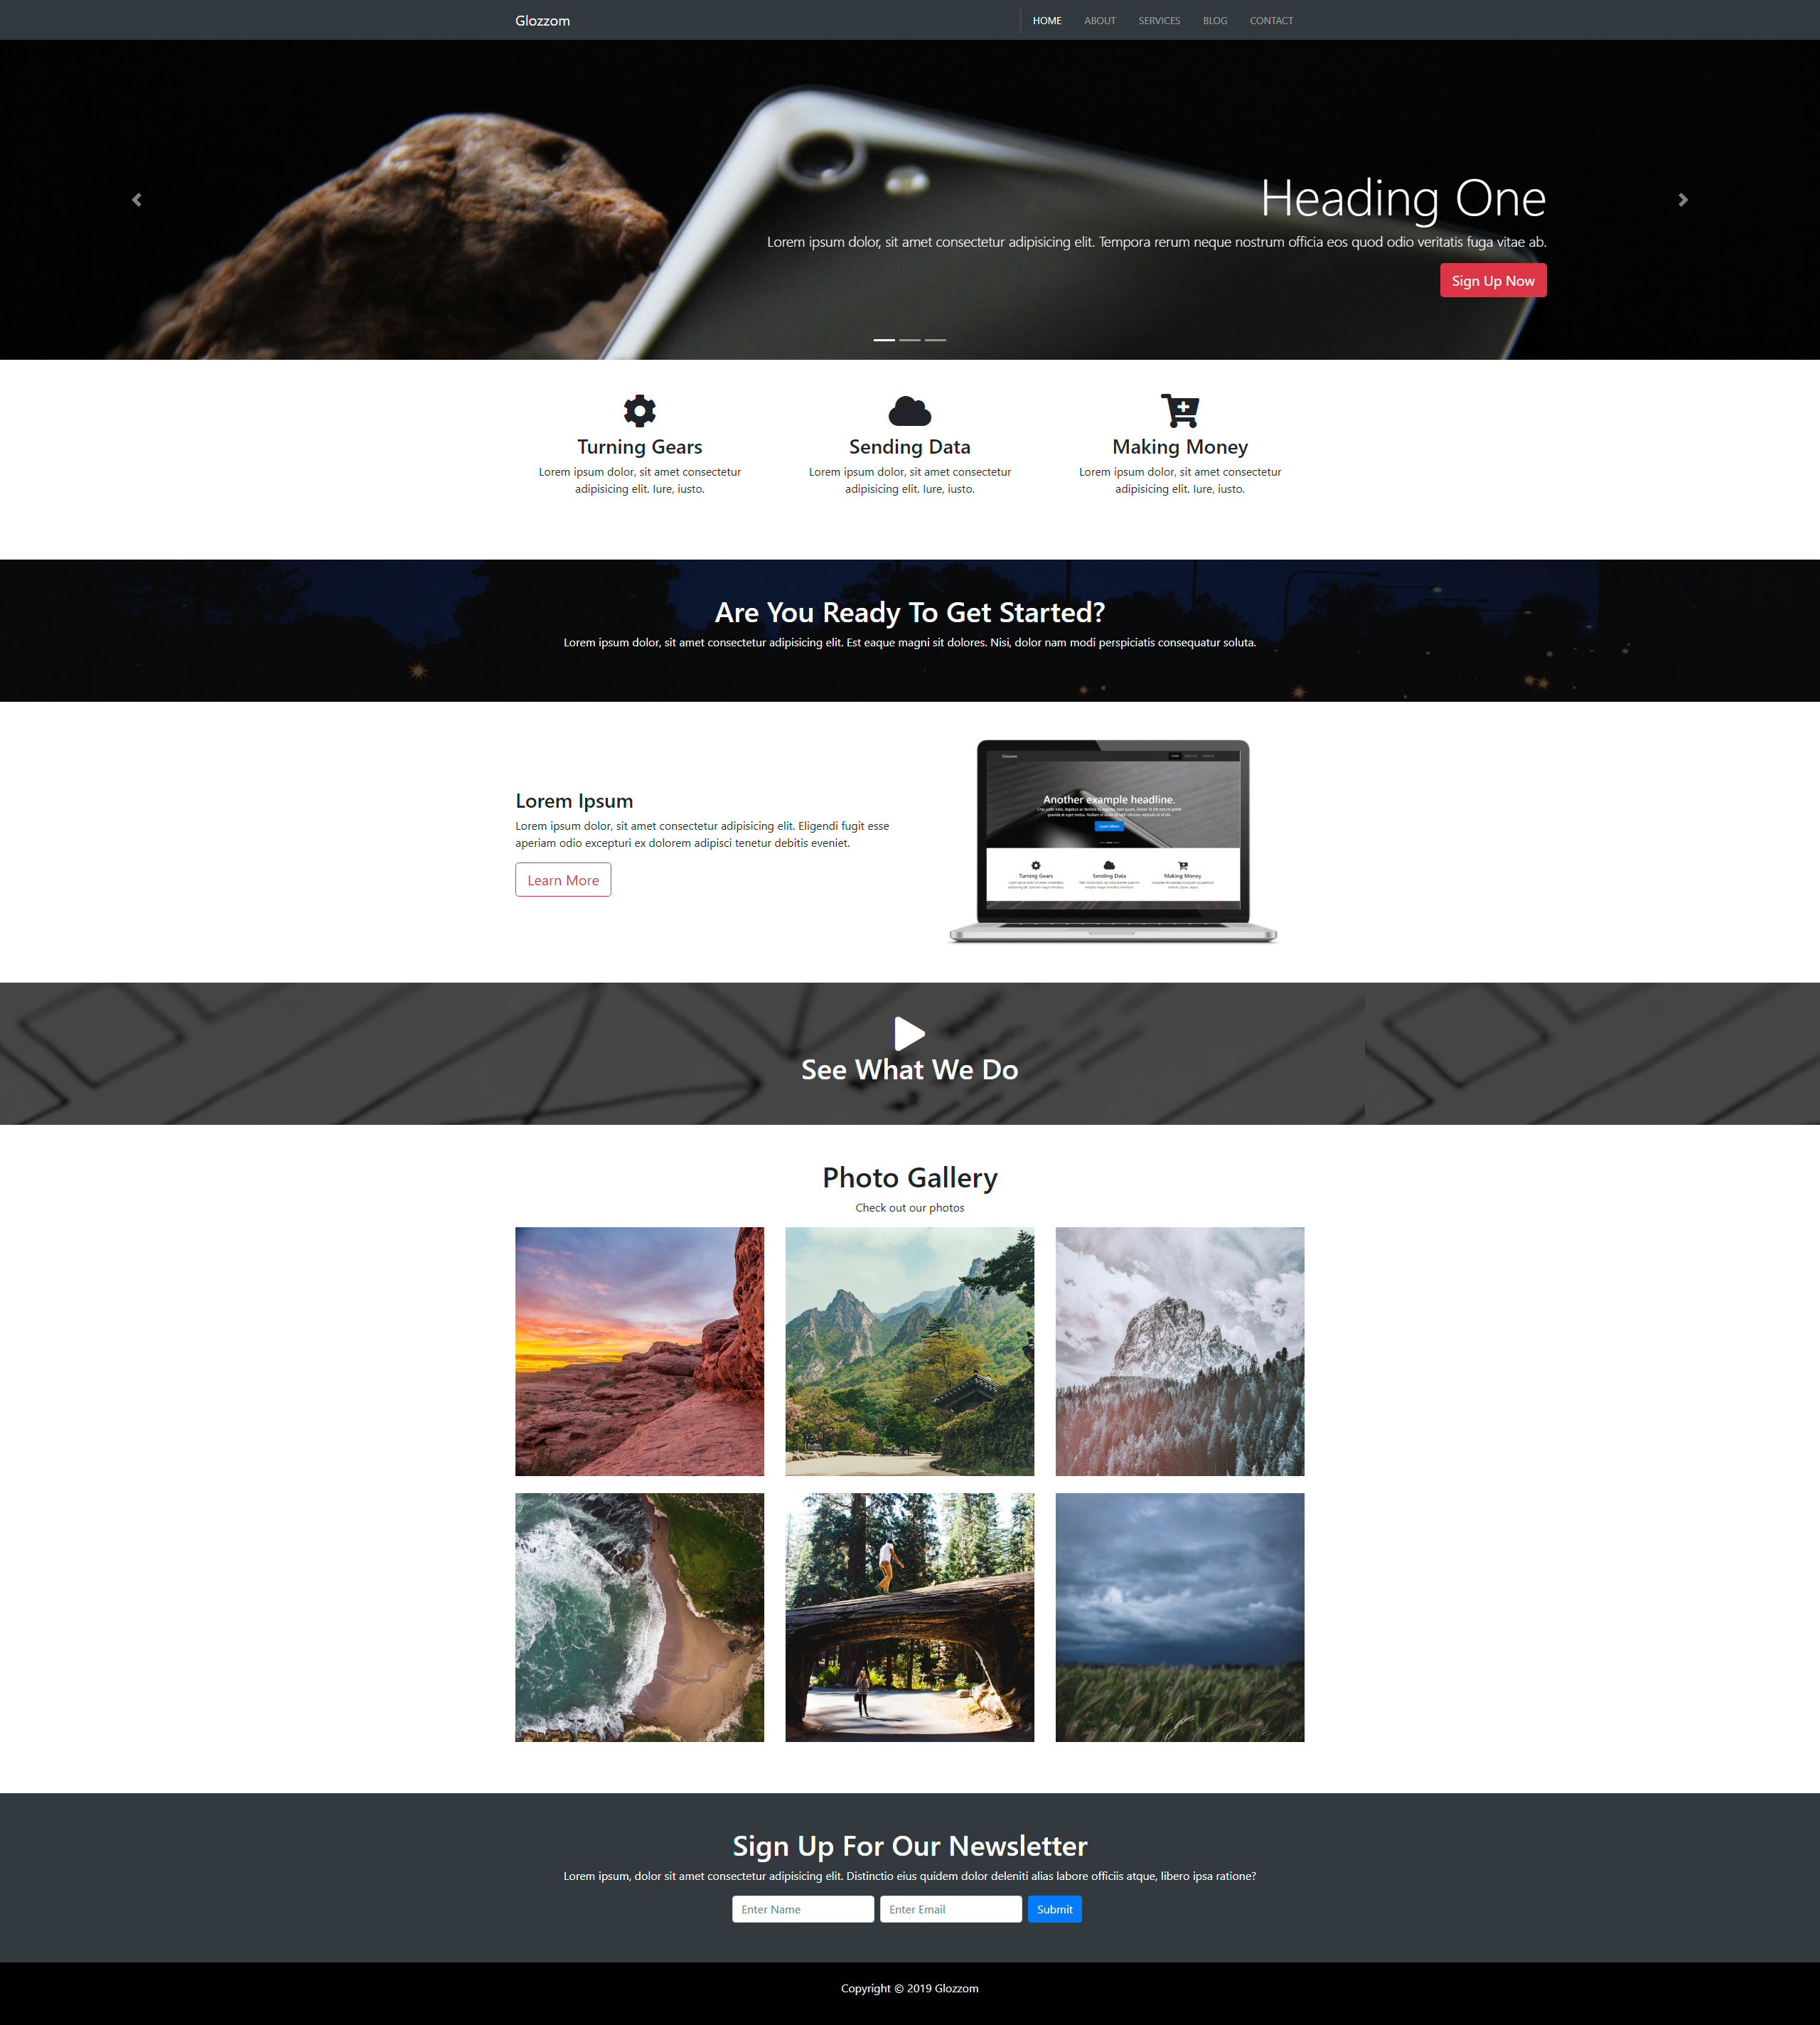 Glozzom
HOME ABOUT SERVICES BLOG CONTACT
Heading One
Lorem ipsum dolor, sit amet consectetur adipisicing elit. Tempora rerum neque nostrum officia eos quod odio veritatis fuga vitae ab.
Sign Up Now
Turning Gears
Lorem ipsum dolor, sit amet consectetur
adipisicing elit. Iure, iusto.
Sending Data
Lorem ipsum dolor, sit amet consectetur
adipisicing elit. Iure, iusto.
Making Money
Lorem ipsum dolor, sit amet consectetur
adipisicing elit. Iure, iusto.
Are You Ready To Get Started?
Lorem ipsum dolor, sit amet consectetur adipisicing elit. Est eaque magni sit dolores. Nisi, dolor nam modi perspiciatis consequatur soluta.
Lorem Ipsum
Lorem ipsum dolor, sit amet consectetur adipisicing elit. Eligendi fugit esse
aperiam odio excepturi ex dolorem adipisci tenetur debitis eveniet.
Learn More
Glozzom
Another example headline.
Learn More
Turning Gears
Sending Data
Making Money
See What We Do
Photo Gallery
Check out our photos
Sign Up For Our Newsletter
Lorem ipsum, dolor sit amet consectetur adipisicing elit. Distinctio eius quidem dolor deleniti alias labore officiis atque, libero ipsa ratione?
Enter Name
Enter Email
Submit
Copyright © 2019 Glozzom